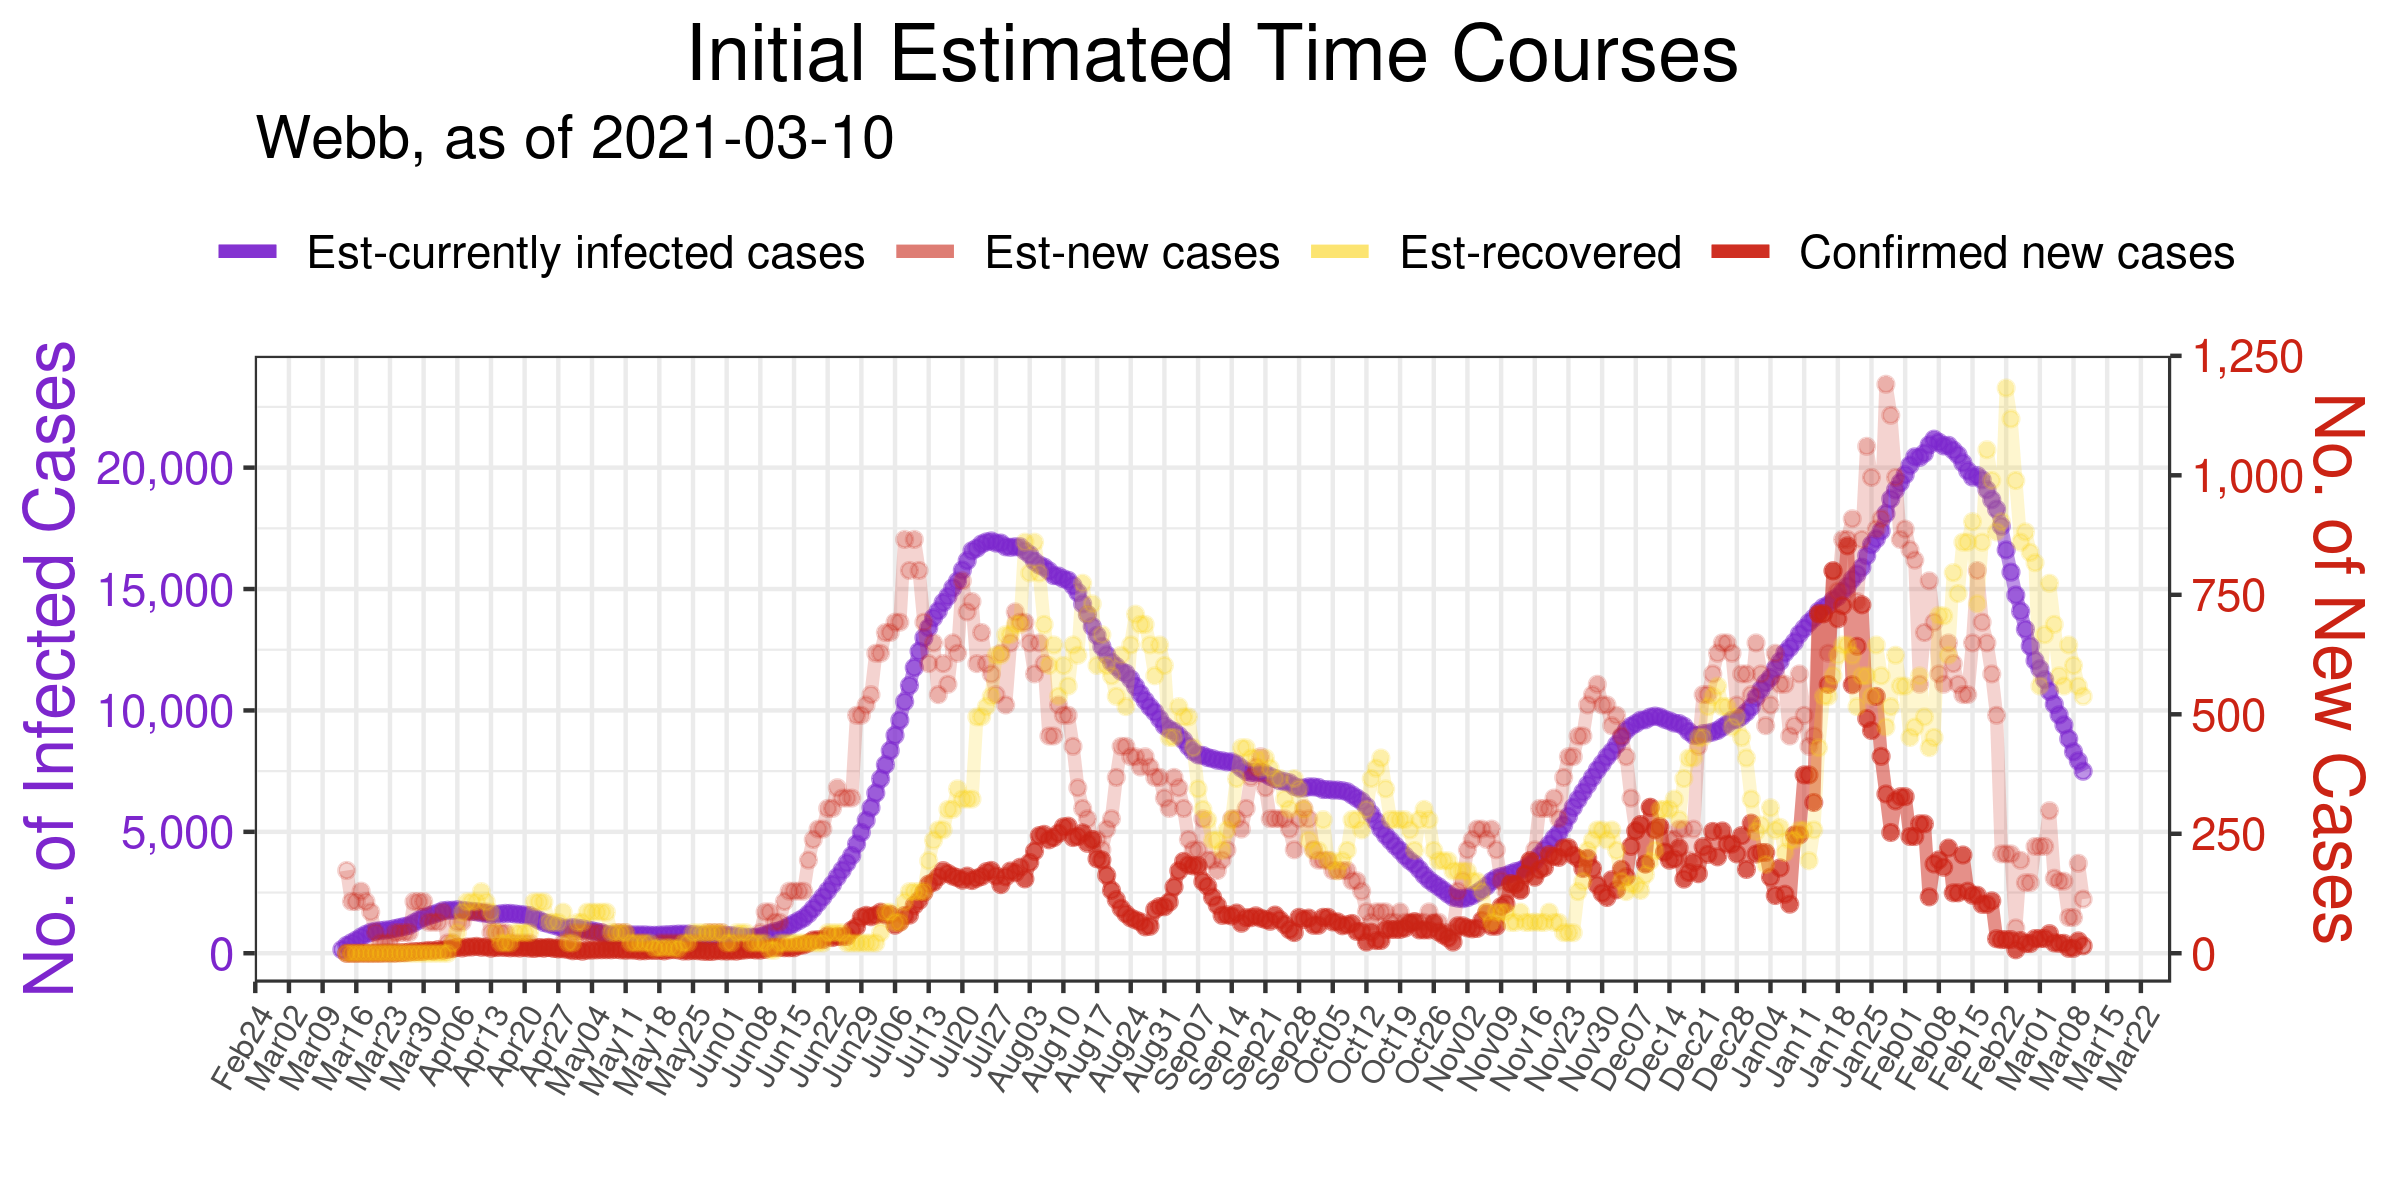 Initial Estimated Time Courses
Webb, as of 2021-03-10
Est-currently infected cases Est-new cases Est-recovered Confirmed new cases
No. of Infected Cases
20,000
15,000
10,000
5,000
0
1,250
1,000
750
500
250
0
No. of New Cases
Feb24 Mar02 Mar09 Mar16 Mar23 Mar30 Apr06 Apr13 Apr20 Apr27 May04 May11 May18 May25 Jun01 Jun08 Jun15 Jun22 Jun29 Jul06 Jul13 Jul20 Jul27 Aug03 Aug10 Aug17 Aug24 Aug31 Sep07 Sep14 Sep21 Sep28 Oct05 Oct12 Oct19 Oct26 Nov02 Nov09 Nov16 Nov23 Nov30 Dec07 Dec14 Dec21 Dec28 Jan04 Jan11 Jan18 Jan25 Feb01 Feb08 Feb15 Feb22 Mar01 Mar08 Mar15 Mar22